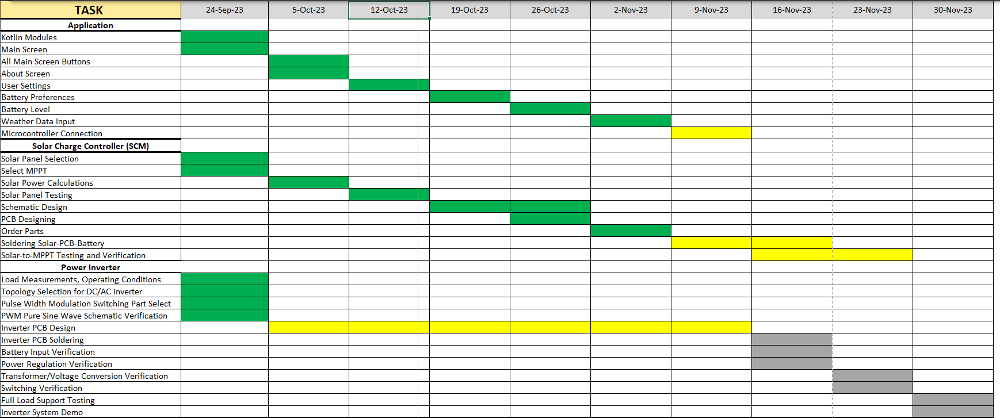 TASK 24-Sep-23 5-Oct-23 12-Oct-23 19-Oct-23 26-Oct-23 2-Nov-23 9-Nov-23 16-Nov-23 23-Nov-23 30-Nov-23
Application
Kotlin Modules
Main Screen
All Main Screen Buttons
About Screen
User Settings
Battery Preferences
Battery Level
Weather Data Input
Microcontroller Connection
Solar Charge Controller (SCM)
Solar Panel Selection
Select MPPT
Solar Power Calculations
Solar Panel Testing
Schematic Design
PCB Designing
Order Parts
Soldering Solar-PCB-Battery
Solar-to-MPPT Testing and Verification
Power Inverter
Load Measurements, Operating Conditions
Topology Selection for DC/AC Inverter
Pulse Width Modulation Switching Part Select
PWM Pure Sine Wave Schematic Verification
Inverter PCB Design
Inverter PCB Soldering
Battery Input Verification
Power Regulation Verification
Transformer/Voltage Conversion Verification
Switching Verification
Full Load Support Testing
Inverter System Demo